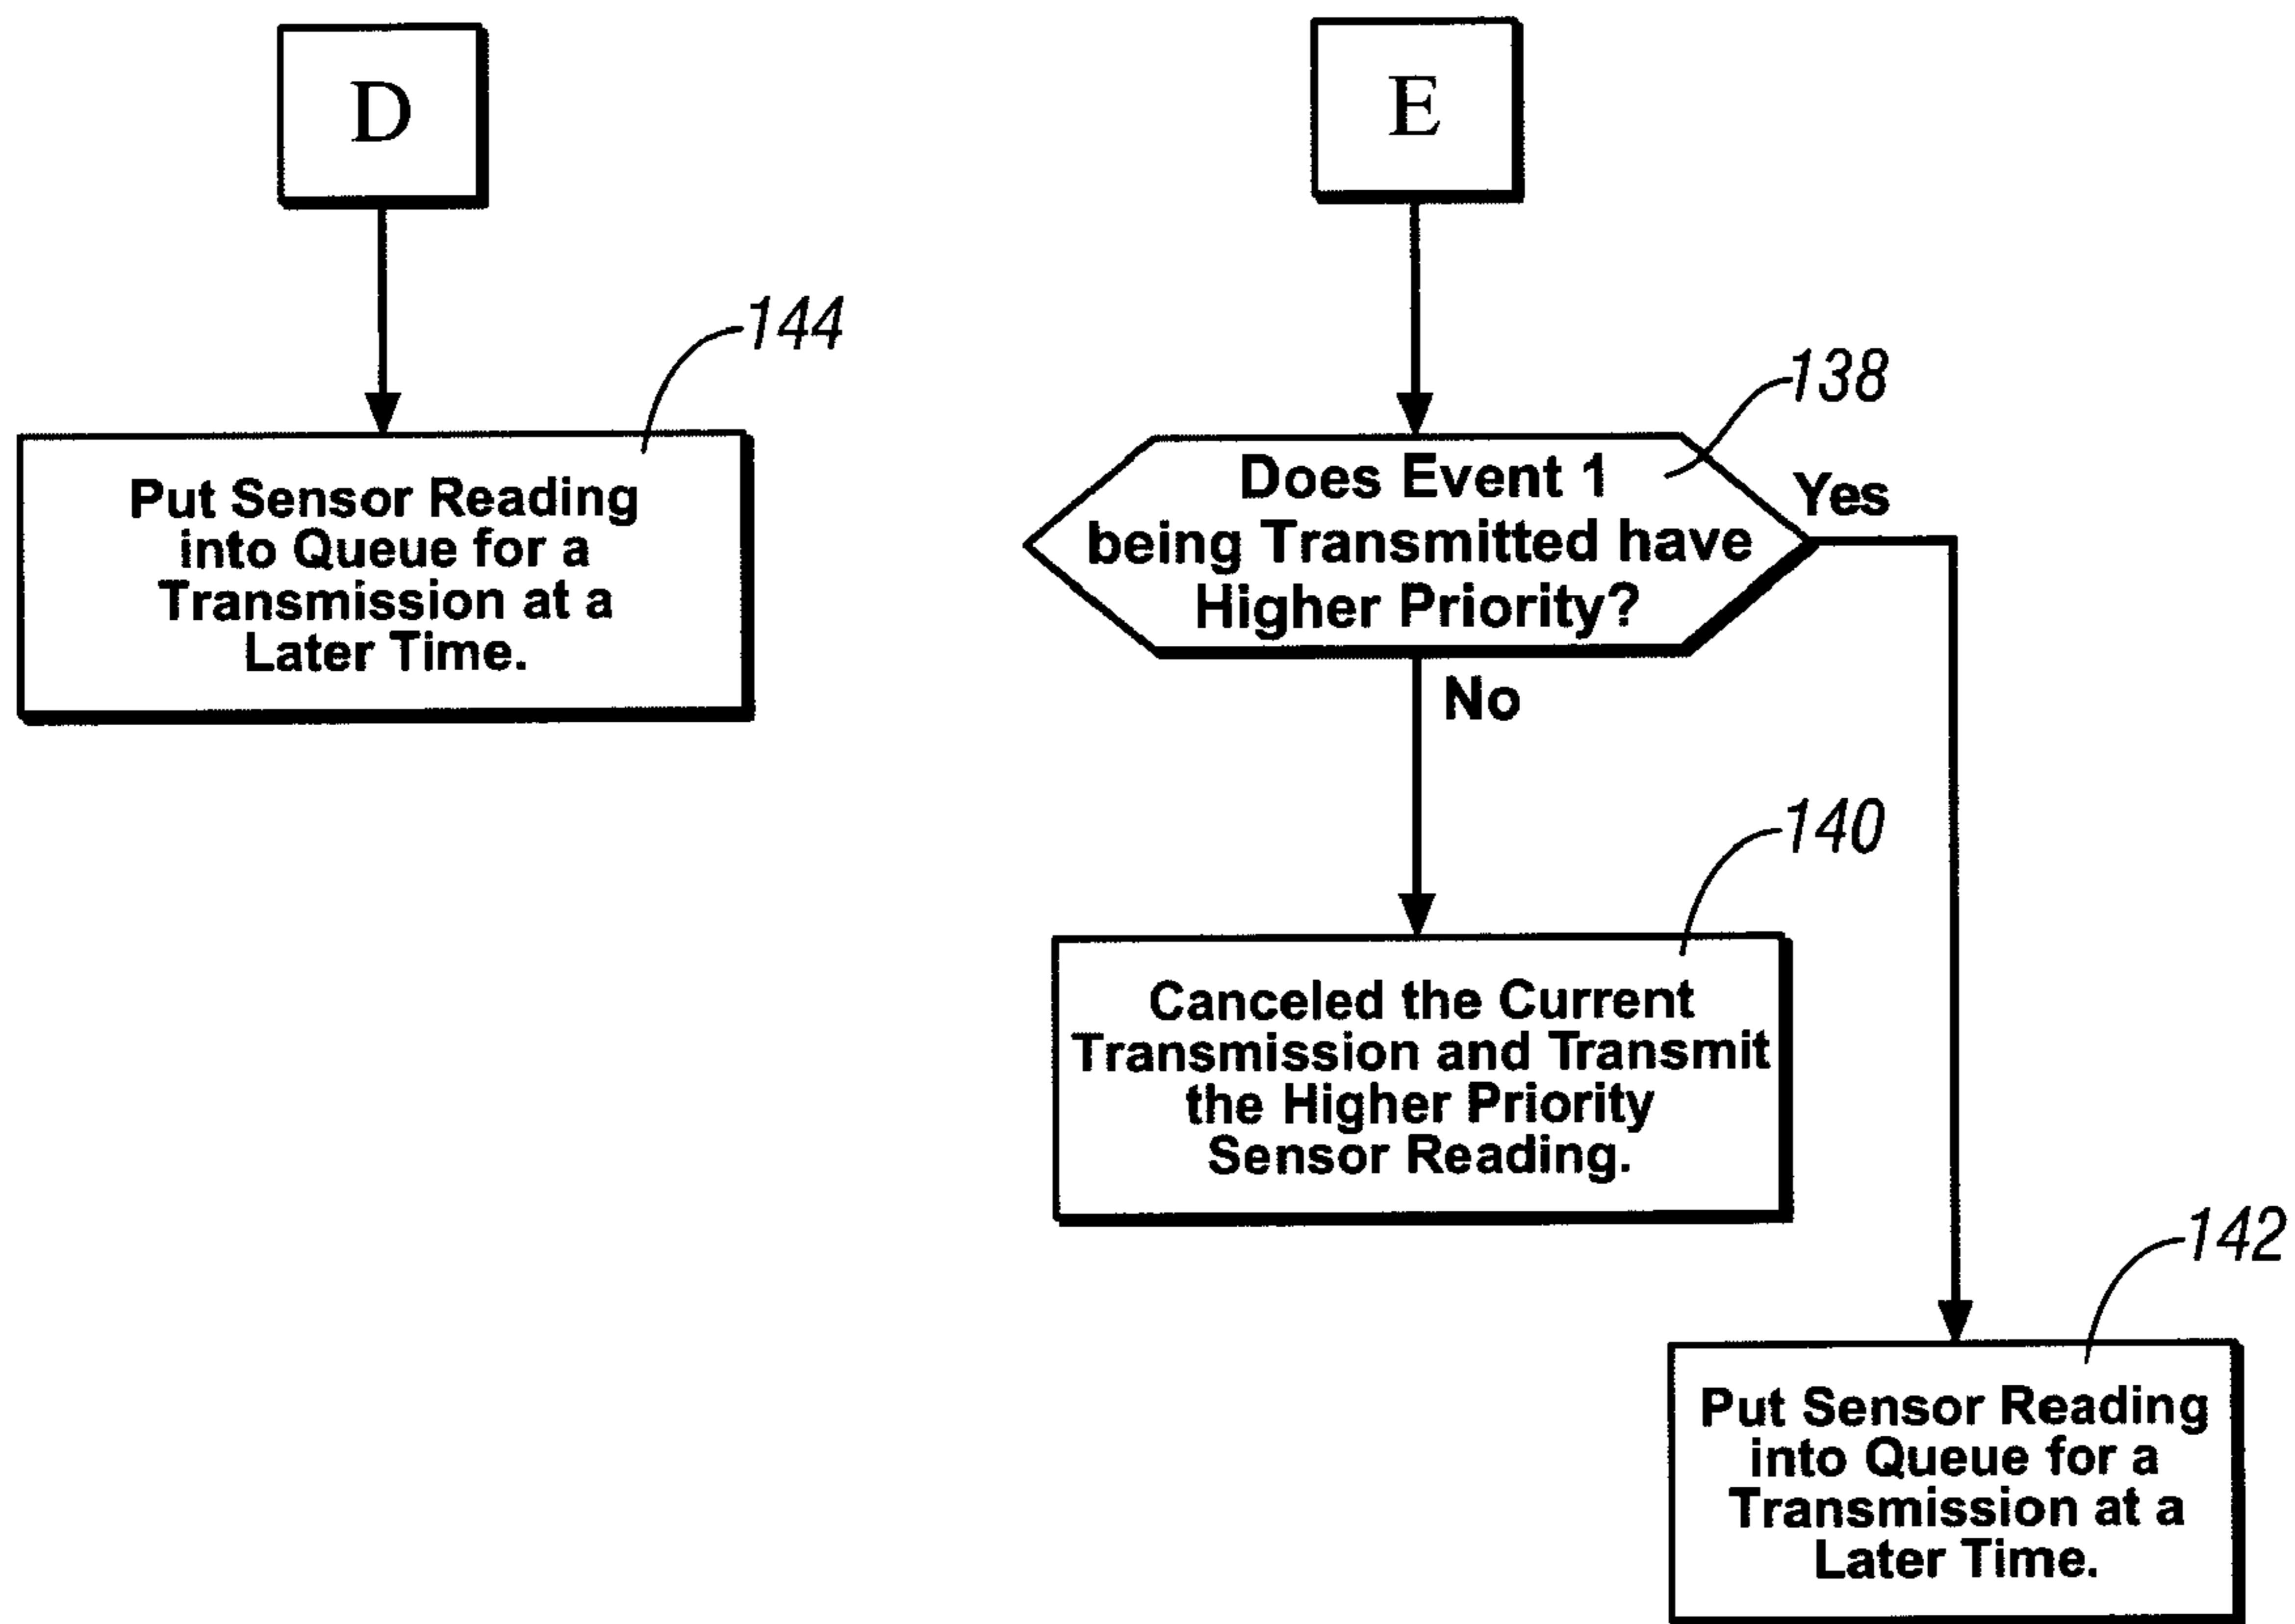 D
144
Put Sensor Reading
into Queue for a
Transmission at a
Later Time.
E
138
Does Event 1
being Transmitted have
Higher Priority?
Yes
No
140
Canceled the Current
Transmission and Transmit
the Higher Priority
Sensor Reading.
142
Put Sensor Reading
into Queue for a
Transmission at a
Later Time.